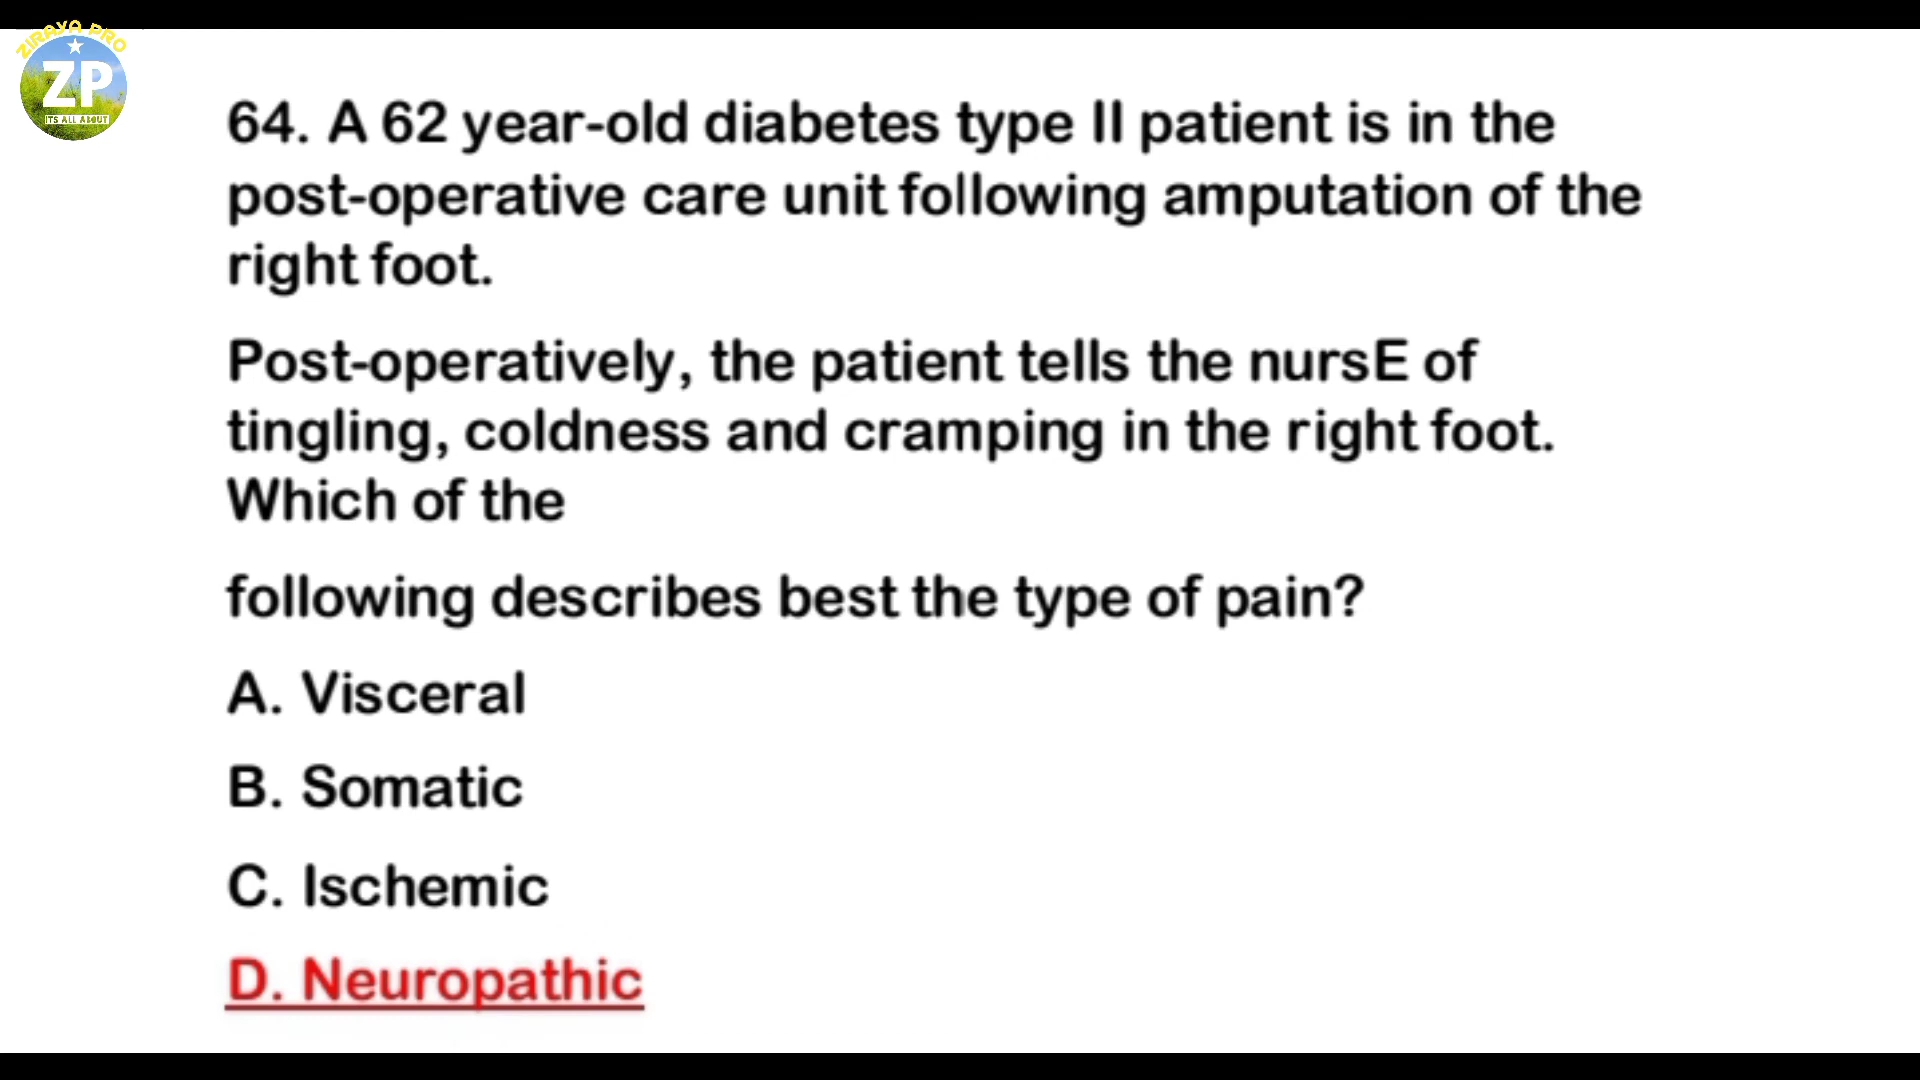 ZIRAYA PRO
ZP
ITS ALL ABOUT
64. A 62 year-old diabetes type II patient is in the
post-operative care unit following amputation of the
right foot.
Post-operatively, the patient tells the nursE of
tingling, coldness and cramping in the right foot.
Which of the
following describes best the type of pain?
A. Visceral
B. Somatic
C. Ischemic
D. Neuropathic